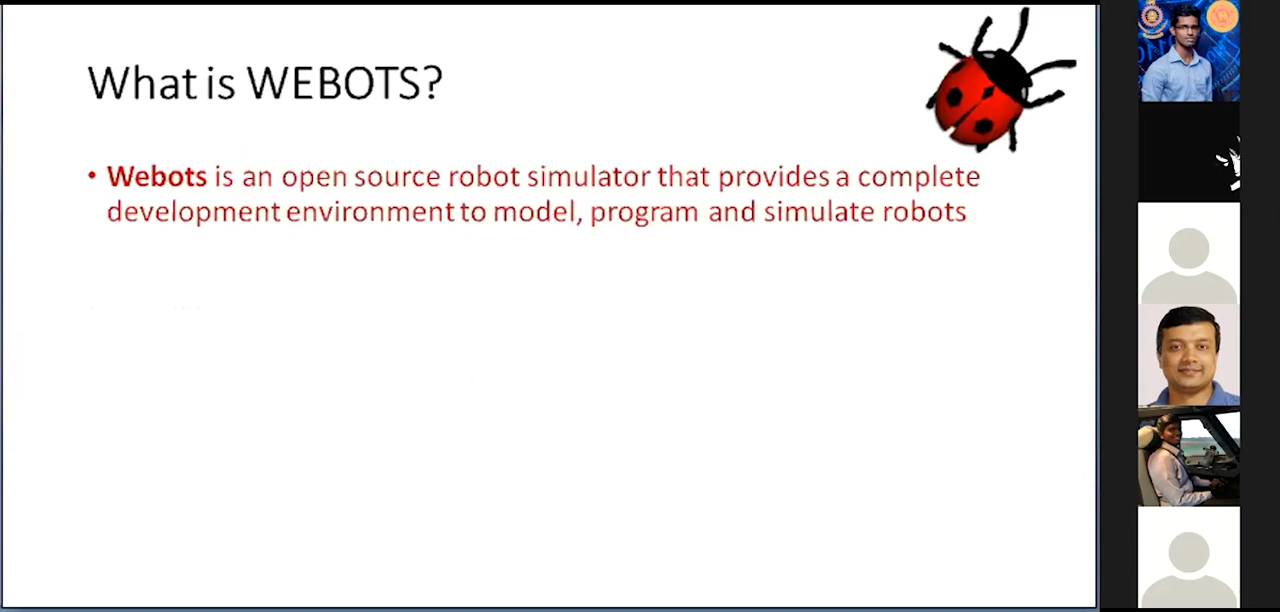 What is WEBOTS?
• Webots is an open source robot simulator that provides a complete
development environment to model, program and simulate robots